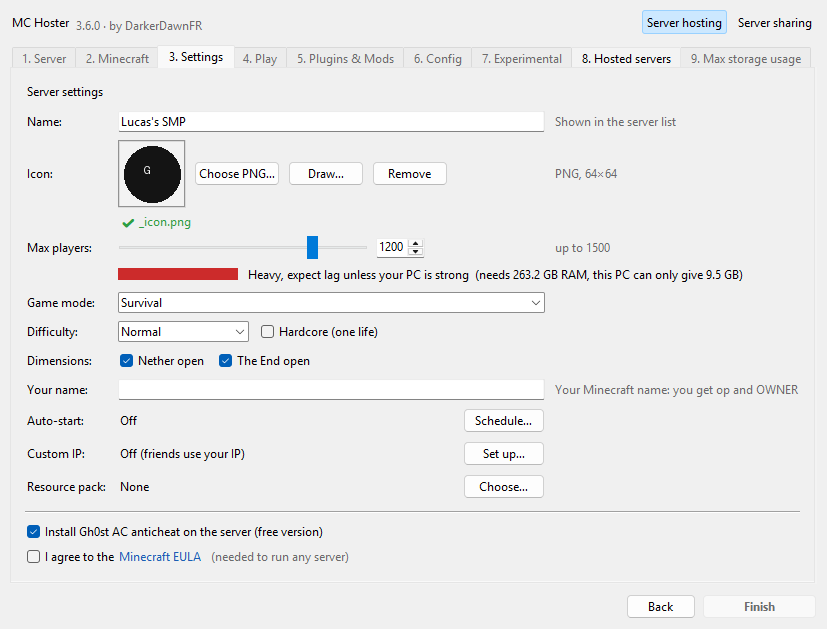 MC Hoster 3.6.0 · by DarkerDawnFR Server hosting Server sharing
1. Server 2. Minecraft 3. Settings 4. Play 5. Plugins & Mods 6. Config 7. Experimental 8. Hosted servers 9. Max storage usage
Server settings
Name: Lucas's SMP Shown in the server list
Icon: G Choose PNG... Draw... Remove PNG, 64×64
_icon.png
Max players: 1200 up to 1500
Heavy, expect lag unless your PC is strong (needs 263.2 GB RAM, this PC can only give 9.5 GB)
Game mode: Survival
Difficulty: Normal Hardcore (one life)
Dimensions: Nether open The End open
Your name: Your Minecraft name: you get op and OWNER
Auto-start: Off Schedule...
Custom IP: Off (friends use your IP) Set up...
Resource pack: None Choose...
Install Gh0st AC anticheat on the server (free version)
I agree to the Minecraft EULA (needed to run any server)
Back Finish